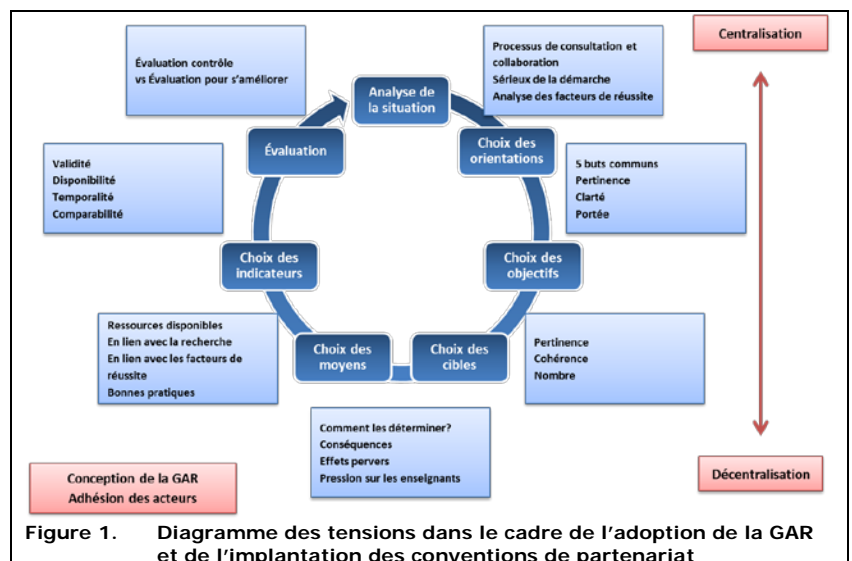 Centralisation
Évaluation contrôle
vs Évaluation pour s'améliorer
Processus de consultation et
collaboration
Sérieux de la démarche
Analyse des facteurs de réussite
Analyse de
la situation
Évaluation
Choix des
orientations
Validité
Disponibilité
Temporalité
Comparabilité
5 buts communs
Pertinence
Clarté
Portée
Choix des
indicateurs
Choix des
objectifs
Ressources disponibles
En lien avec la recherche
En lien avec les facteurs de
réussite
Bonnes pratiques
Choix des
moyens
Choix des
cibles
Pertinence
Cohérence
Nombre
Comment les déterminer?
Conséquences
Effets pervers
Pression sur les enseignants
Conception de la GAR
Adhésion des acteurs
Décentralisation
Figure 1. Diagramme des tensions dans le cadre de l'adoption de la GAR
et de l'implantation des conventions de partenariat